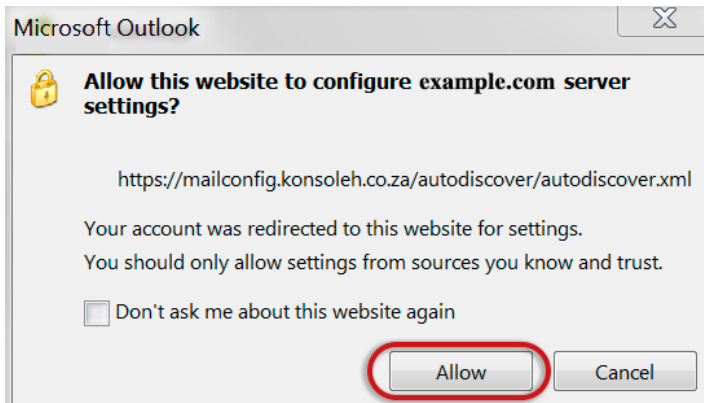 Microsoft Outlook
Allow this website to configure example.com server
settings?
https://mailconfig.konsoleh.co.za/autodiscover/autodiscover.xml
Your account was redirected to this website for settings.
You should only allow settings from sources you know and trust.
Don't ask me about this website again
Allow Cancel